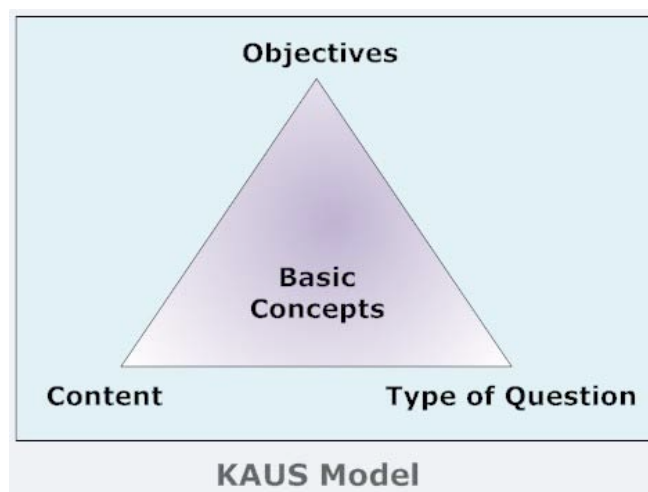 Objectives
Basic
Concepts
Content
Type of Question
KAUS Model